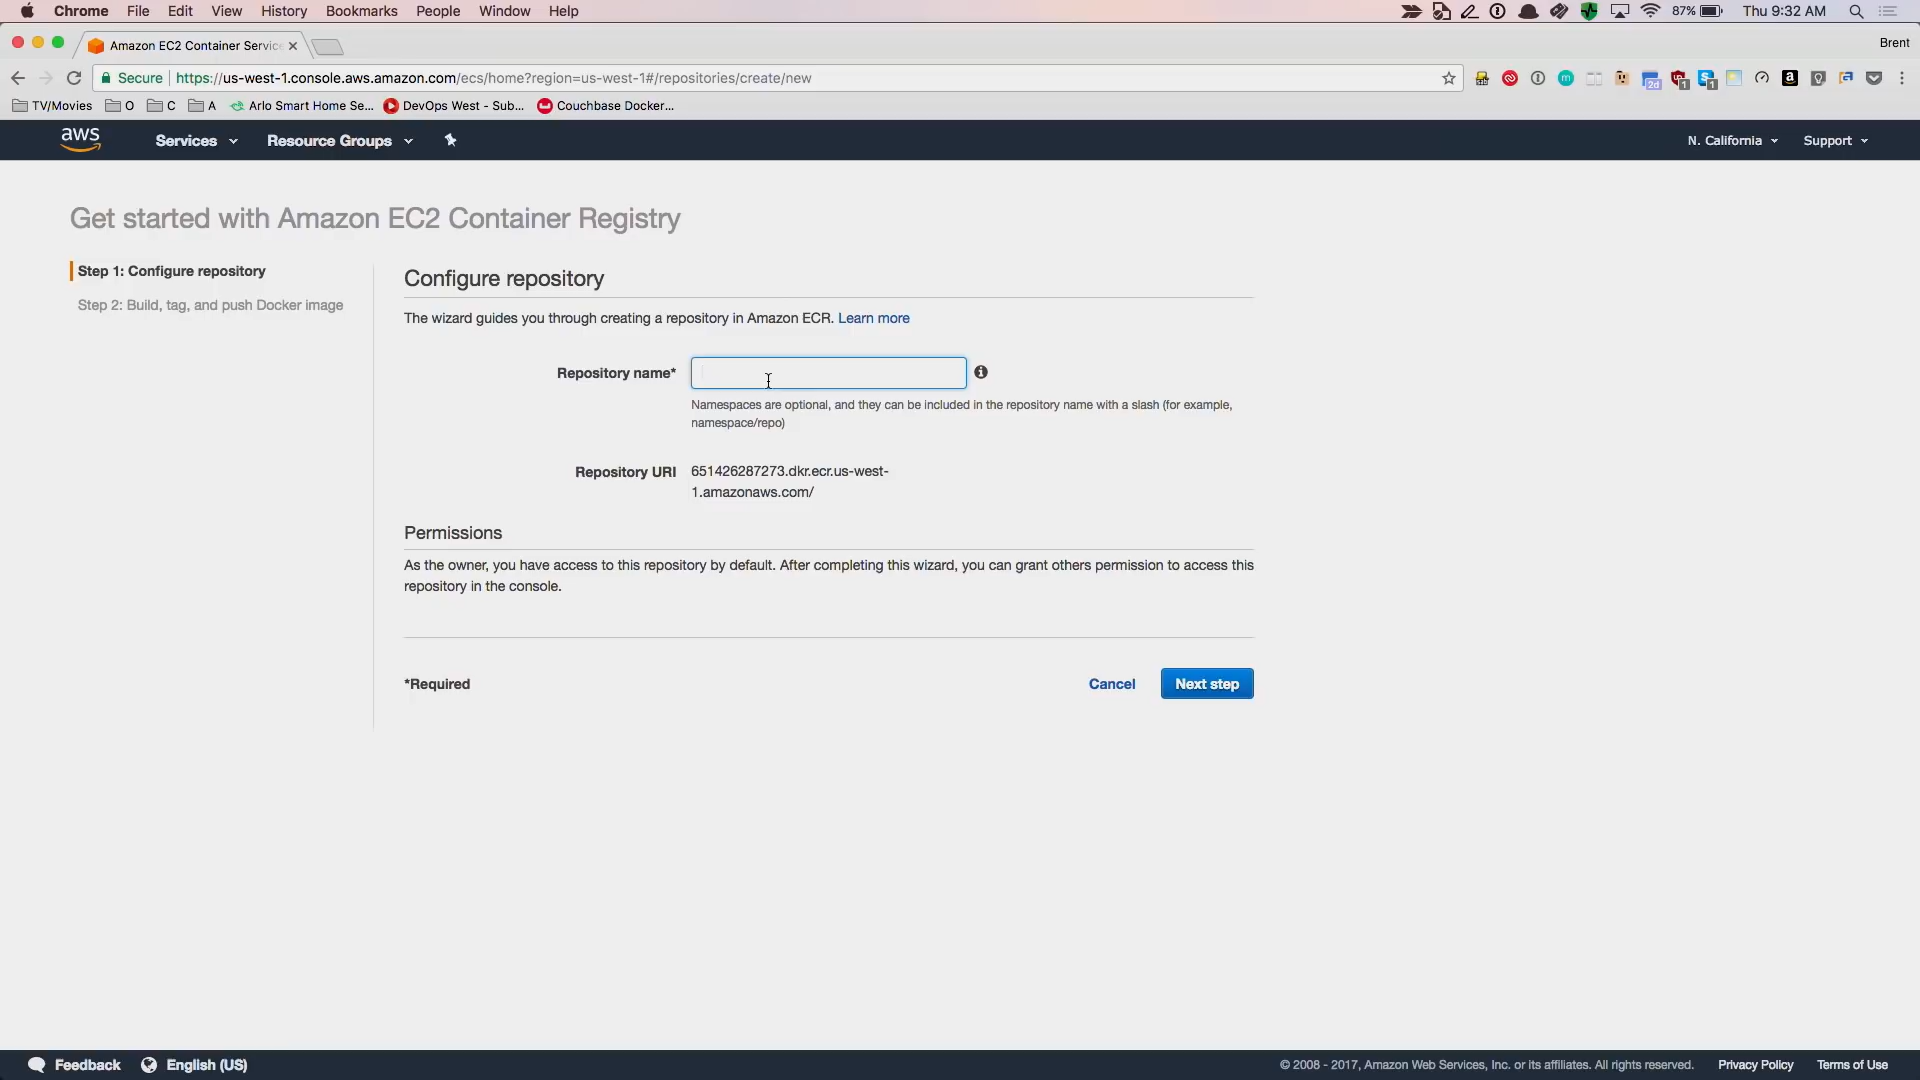 Chrome File Edit View History Bookmarks People Window Help 87% Thu 9:32 AM
Amazon EC2 Container Servic Brent
Secure https://us-west-1.console.aws.amazon.com/ecs/home?region=us-west-1#/repositories/create/new
TV/Movies O C A Arlo Smart Home Se... DevOps West - Sub... Couchbase Docker...
aws Services Resource Groups N. California Support
Get started with Amazon EC2 Container Registry
Step 1: Configure repository
Step 2: Build, tag, and push Docker image
Configure repository
The wizard guides you through creating a repository in Amazon ECR. Learn more
Repository name*
Namespaces are optional, and they can be included in the repository name with a slash (for example,
namespace/repo)
Repository URI 651426287273.dkr.ecr.us-west-
1.amazonaws.com/
Permissions
As the owner, you have access to this repository by default. After completing this wizard, you can grant others permission to access this
repository in the console.
*Required Cancel Next step
Feedback English (US) © 2008 - 2017, Amazon Web Services, Inc. or its affiliates. All rights reserved. Privacy Policy Terms of Use